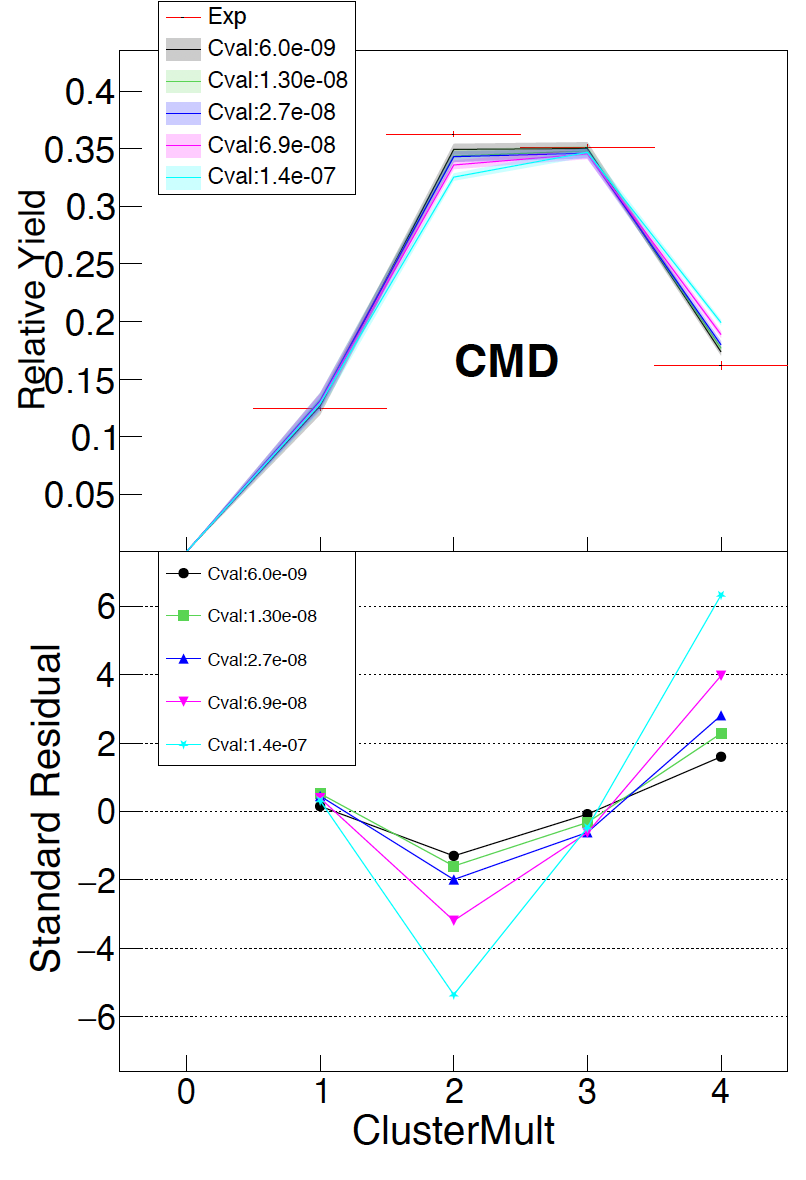 Exp
Cval:6.0e-09
Cval:1.30e-08
Cval:2.7e-08
Cval:6.9e-08
Cval:1.4e-07
0.4
0.35
0.3
0.25
0.2
0.15
0.1
0.05
Relative Yield
CMD
Cval:6.0e-09
Cval:1.30e-08
Cval:2.7e-08
Cval:6.9e-08
Cval:1.4e-07
6
4
2
0
−2
−4
−6
Standard Residual
0 1 2 3 4
ClusterMult